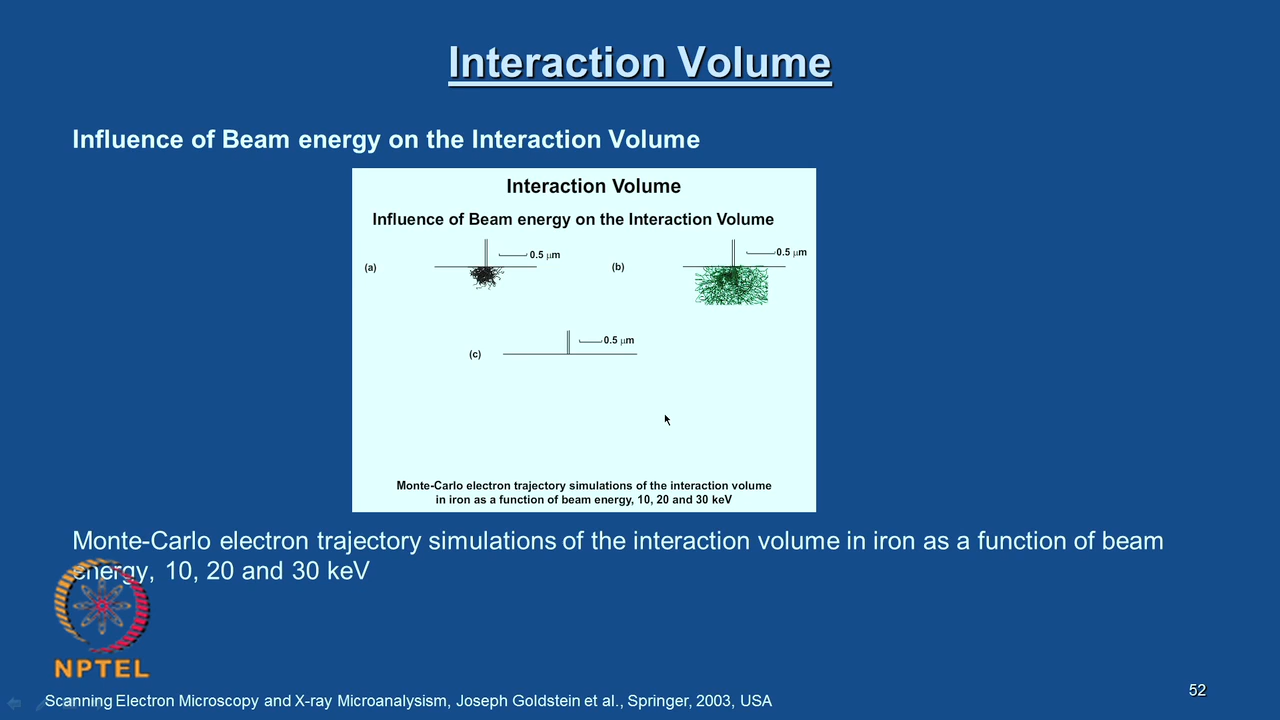 Interaction Volume
Influence of Beam energy on the Interaction Volume
Interaction Volume
Influence of Beam energy on the Interaction Volume
(a)
0.5 μm
(b)
0.5 μm
(c)
0.5 μm
Monte-Carlo electron trajectory simulations of the interaction volume
in iron as a function of beam energy, 10, 20 and 30 keV
Monte-Carlo electron trajectory simulations of the interaction volume in iron as a function of beam
energy, 10, 20 and 30 keV
NPTEL
Scanning Electron Microscopy and X-ray Microanalysism, Joseph Goldstein et al., Springer, 2003, USA
52